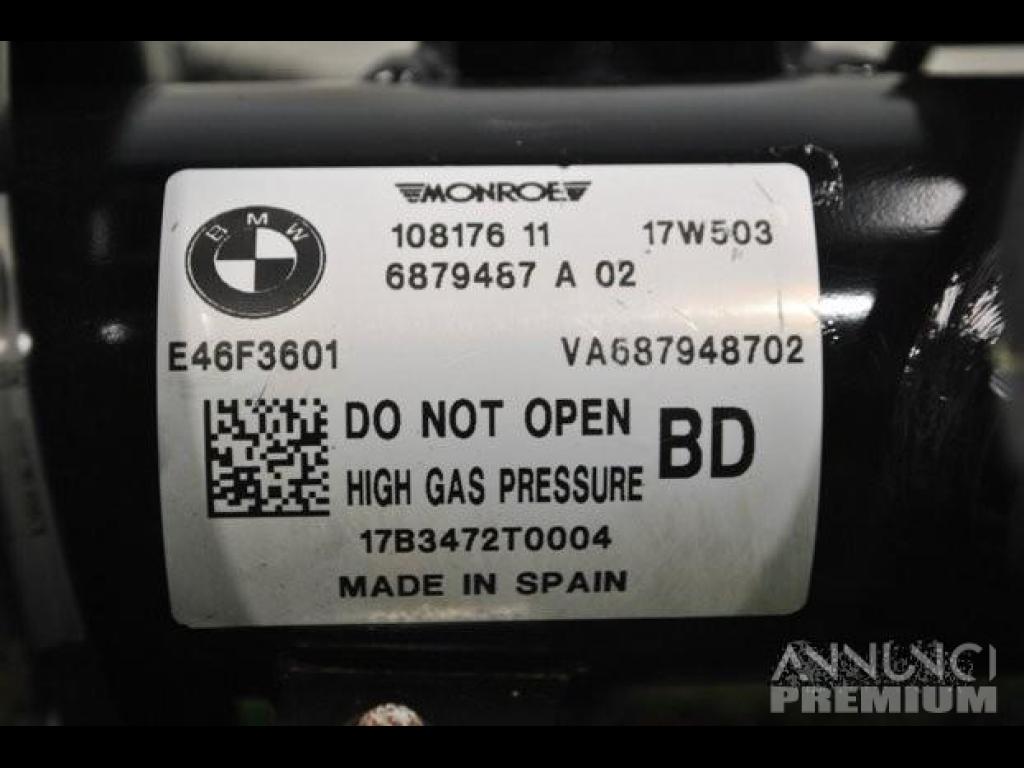 MONROE
BMW
108176 11 17W503
6879487 A 02
E46F3601 VA687948702
DO NOT OPEN BD
HIGH GAS PRESSURE
17B3472T0004
MADE IN SPAIN
ANNUNCI
PREMIUM